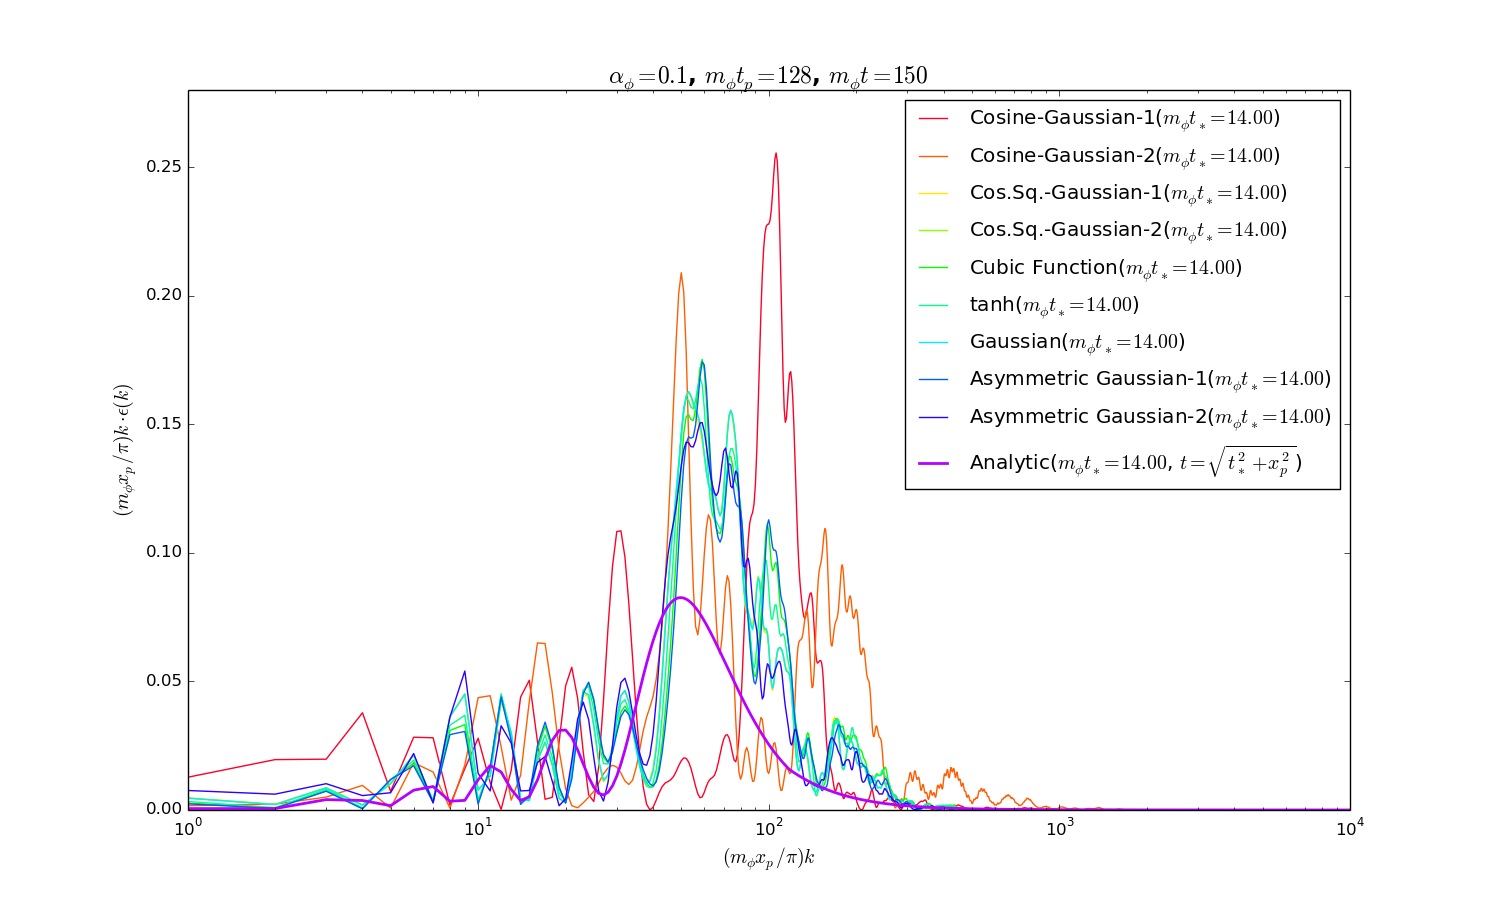 α_ϕ=0.1, m_ϕt_p=128, m_ϕt=150
0.25
0.20
0.15
0.10
0.05
0.00
(m_ϕx_p/π)k·ϵ(k)
Cosine-Gaussian-1(m_ϕt_*=14.00)
Cosine-Gaussian-2(m_ϕt_*=14.00)
Cos.Sq.-Gaussian-1(m_ϕt_*=14.00)
Cos.Sq.-Gaussian-2(m_ϕt_*=14.00)
Cubic Function(m_ϕt_*=14.00)
tanh(m_ϕt_*=14.00)
Gaussian(m_ϕt_*=14.00)
Asymmetric Gaussian-1(m_ϕt_*=14.00)
Asymmetric Gaussian-2(m_ϕt_*=14.00)
Analytic(m_ϕt_*=14.00, t=√(t_*^2+x_p^2))
10^0 10^1 10^2 10^3 10^4
(m_ϕx_p/π)k